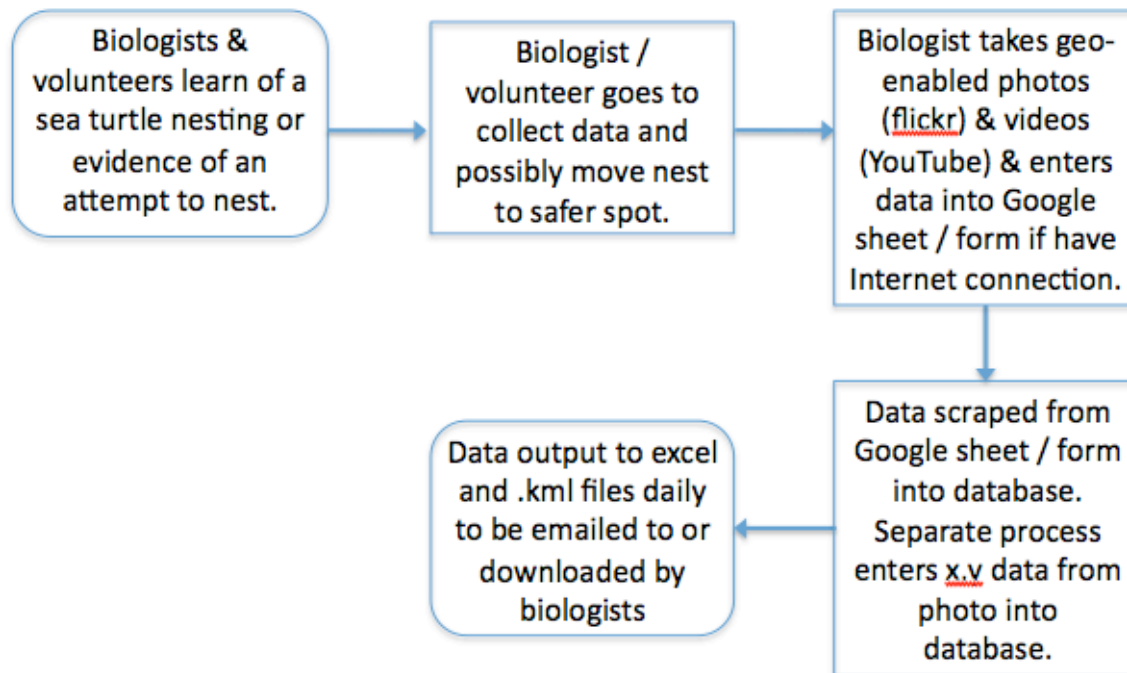 Biologists &
volunteers learn of a
sea turtle nesting or
evidence of an
attempt to nest.
Biologist /
volunteer goes to
collect data and
possibly move nest
to safer spot.
Biologist takes geo-
enabled photos
(flickr) & videos
(YouTube) & enters
data into Google
sheet / form if have
Internet connection.
Data scraped from
Google sheet / form
into database.
Separate process
enters x.y data from
photo into
database.
Data output to excel
and .kml files daily
to be emailed to or
downloaded by
biologists